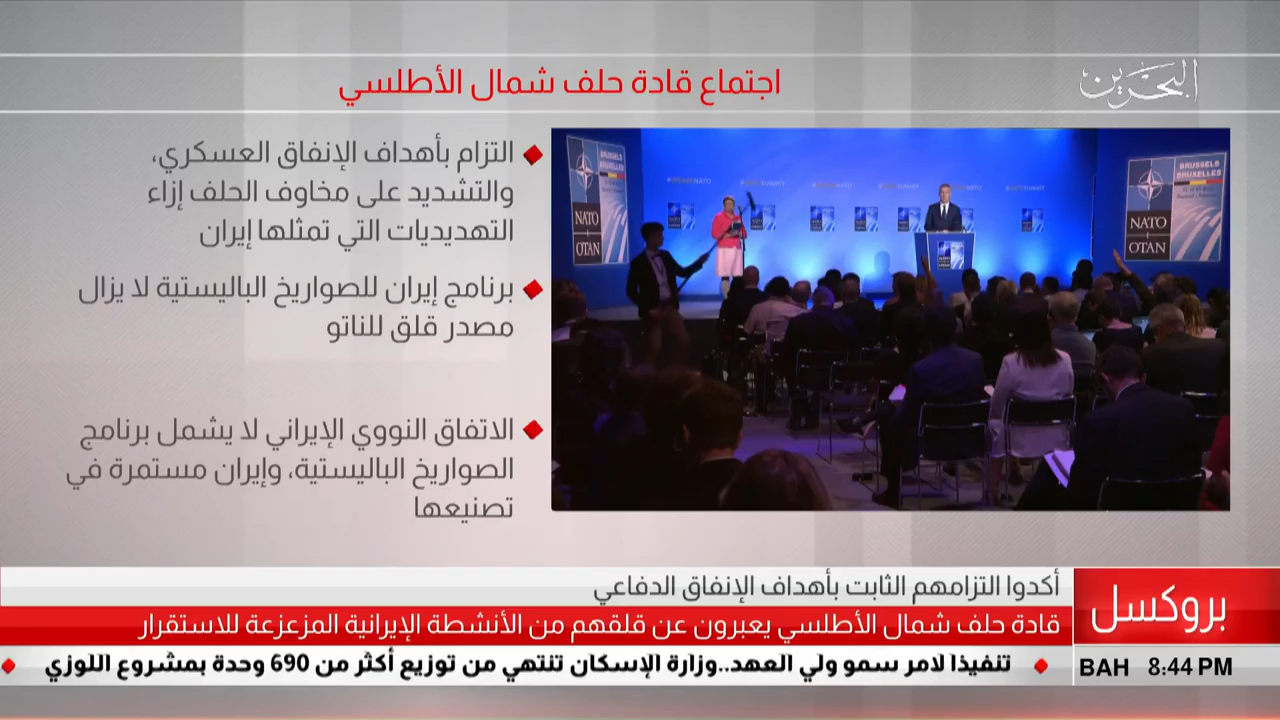 اجتماع قادة حلف شمال الأطلسي
البحرين
التزام بأهداف الإنفاق العسكري،
والتشديد على مخاوف الحلف إزاء
التهديديات التي تمثلها إيران
برنامج إيران للصواريخ الباليستية لا يزال
مصدر قلق للناتو
الاتفاق النووي الإيراني لا يشمل برنامج
الصواريخ الباليستية، وإيران مستمرة في
تصنيعها
BRUSSELS
BRUXELLES
NATO
OTAN
NATO
OTAN
بروكسل
أكدوا التزامهم الثابت بأهداف الإنفاق الدفاعي
قادة حلف شمال الأطلسي يعبرون عن قلقهم من الأنشطة الإيرانية المزعزعة للاستقرار
تنفيذا لامر سمو ولي العهد..وزارة الإسكان تنتهي من توزيع أكثر من 690 وحدة بمشروع اللوزي
BAH 8:44 PM